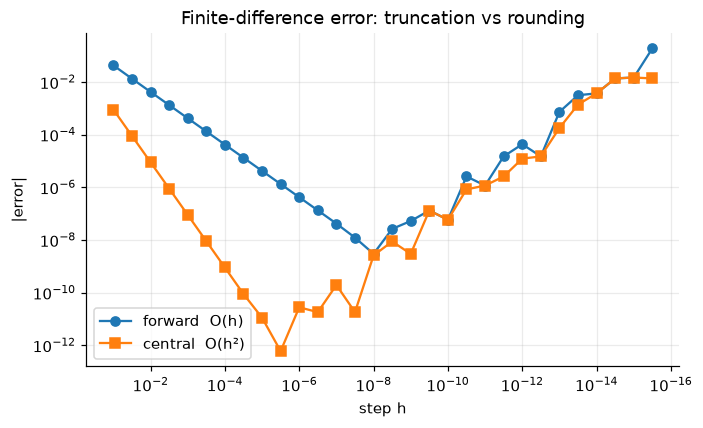 Finite-difference error: truncation vs rounding
|error|
10⁻²
10⁻⁴
10⁻⁶
10⁻⁸
10⁻¹⁰
10⁻¹²
forward O(h)
central O(h²)
10⁻² 10⁻⁴ 10⁻⁶ 10⁻⁸ 10⁻¹⁰ 10⁻¹² 10⁻¹⁴ 10⁻¹⁶
step h